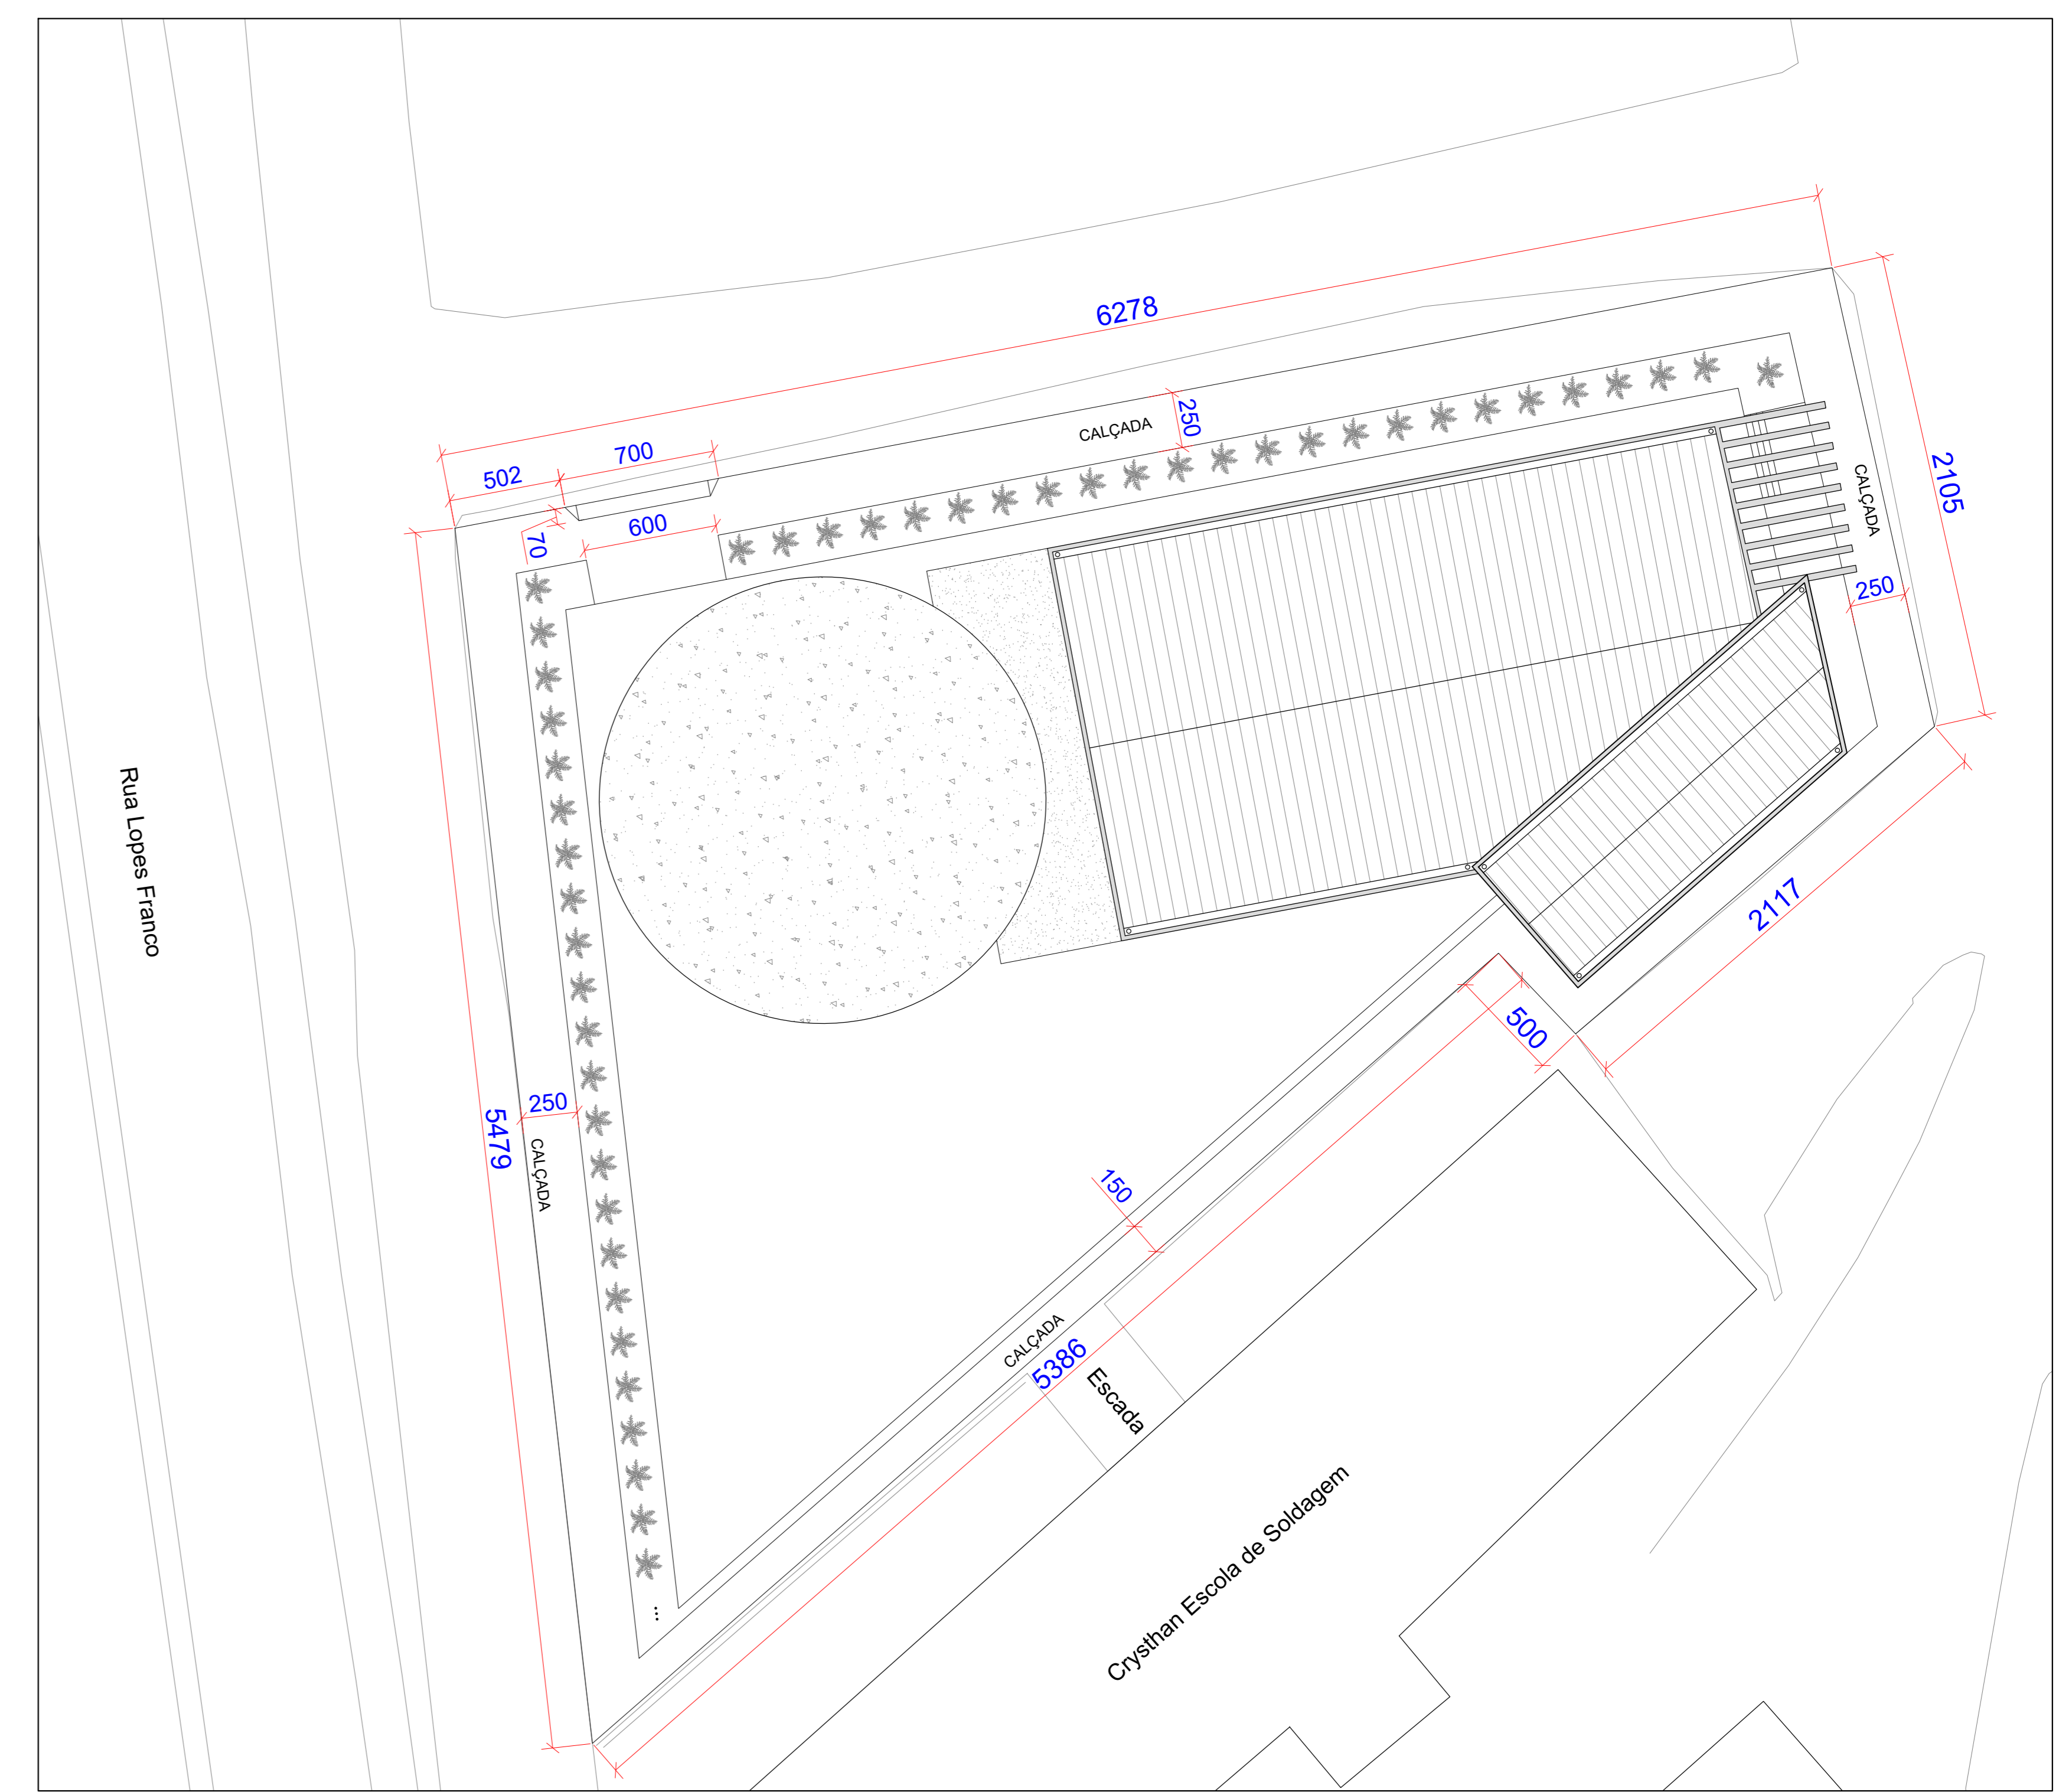 6278
502
700
CALÇADA
250
2105
CALÇADA
70
600
250
Rua Lopes Franco
2117
500
250
5479
CALÇADA
150
CALÇADA
5386
Escada
Crysthan Escola de Soldagem
...